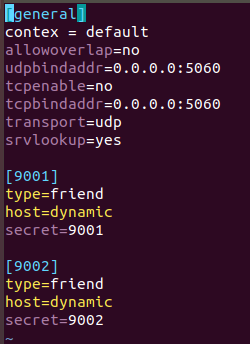 [general]
contex = default
allowoverlap=no
udpbindaddr=0.0.0.0:5060
tcpenable=no
tcpbindaddr=0.0.0.0:5060
transport=udp
srvlookup=yes
[9001]
type=friend
host=dynamic
secret=9001
[9002]
type=friend
host=dynamic
secret=9002
~